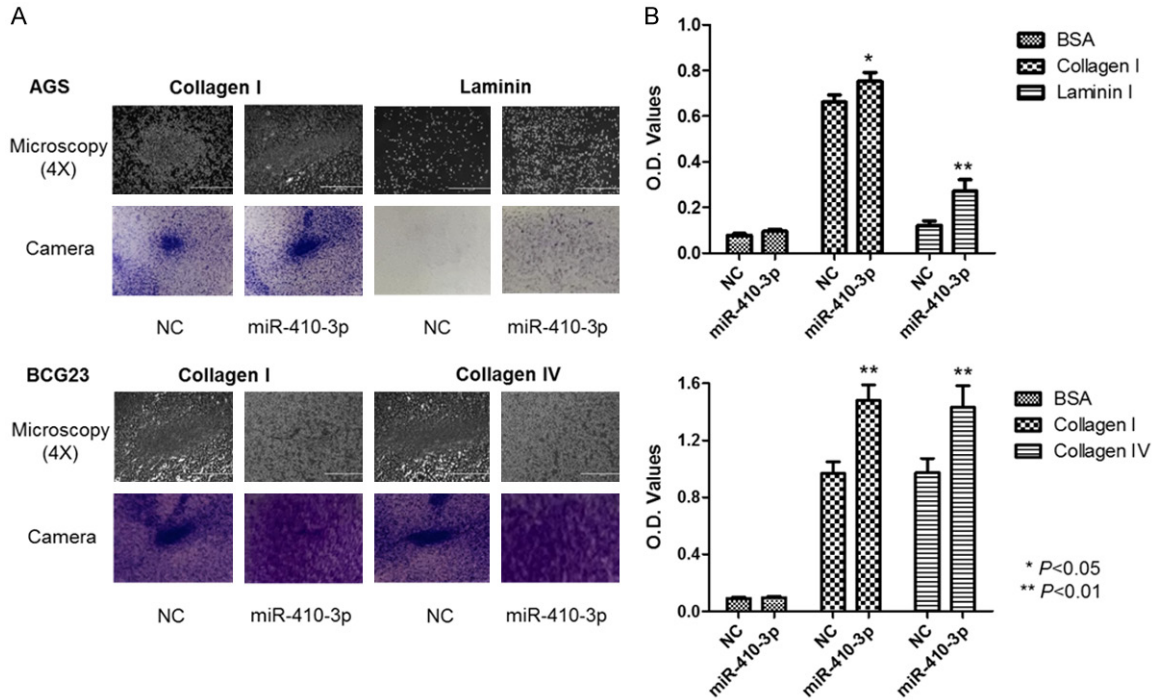 A
AGS
Collagen I
Laminin
Microscopy
(4X)
Camera
NC
miR-410-3p
NC
miR-410-3p
BCG23
Collagen I
Collagen IV
Microscopy
(4X)
Camera
NC
miR-410-3p
NC
miR-410-3p
B
1.0
0.8
0.6
0.4
0.2
0.0
O.D. Values
*
**
NC
miR-410-3p
NC
miR-410-3p
NC
miR-410-3p
BSA
Collagen I
Laminin I
1.6
1.2
0.8
0.4
0.0
O.D. Values
**
**
NC
miR-410-3p
NC
miR-410-3p
NC
miR-410-3p
BSA
Collagen I
Collagen IV
* P<0.05
** P<0.01